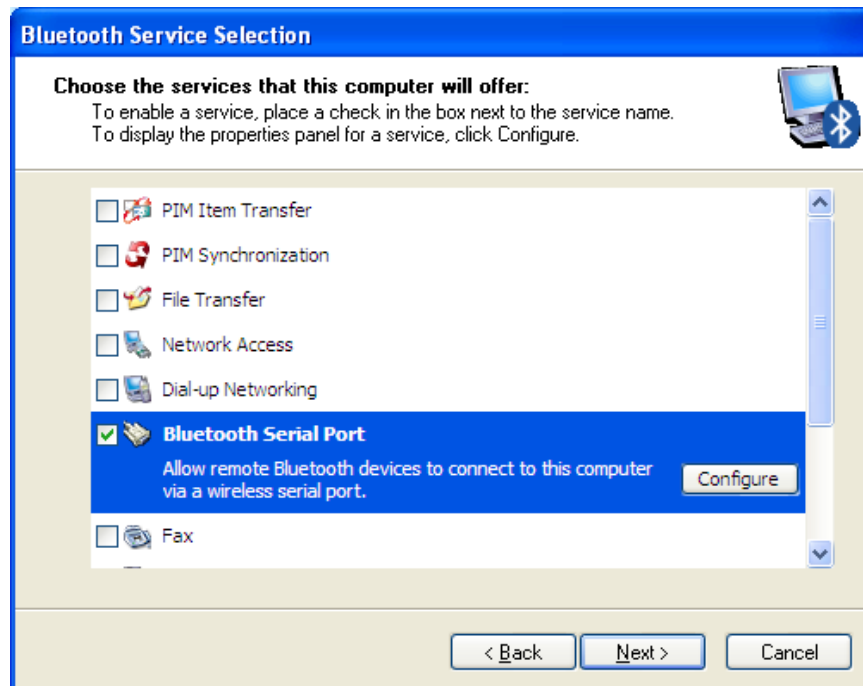 Bluetooth Service Selection
Choose the services that this computer will offer:
To enable a service, place a check in the box next to the service name.
To display the properties panel for a service, click Configure.
PIM Item Transfer
PIM Synchronization
File Transfer
Network Access
Dial-up Networking
Bluetooth Serial Port
Allow remote Bluetooth devices to connect to this computer
via a wireless serial port.
Configure
Fax
< Back
Next >
Cancel